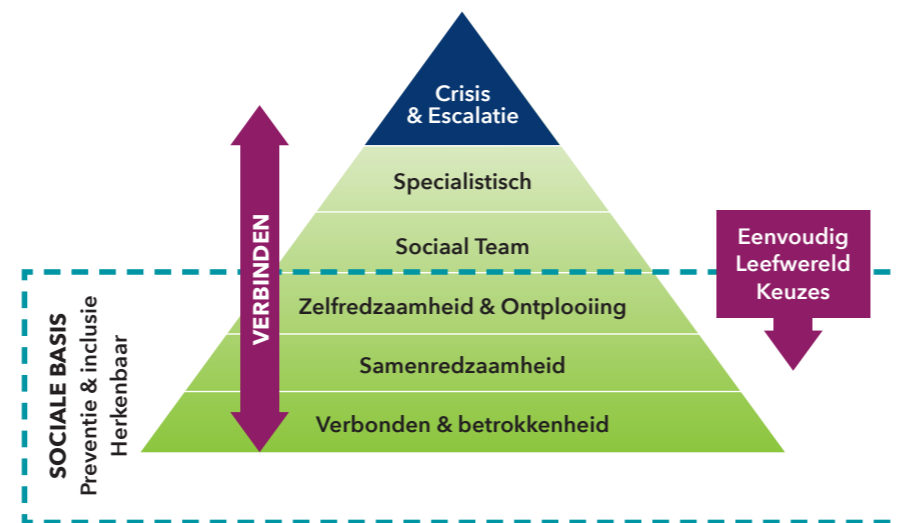 Crisis
& Escalatie
Specialistisch
Sociaal Team
Zelfredzaamheid & Ontplooiing
Samenredzaamheid
Verbonden & betrokkenheid
VERBINDEN
Eenvoudig
Leefwereld
Keuzes
SOCIALE BASIS
Preventie & inclusie
Herkenbaar